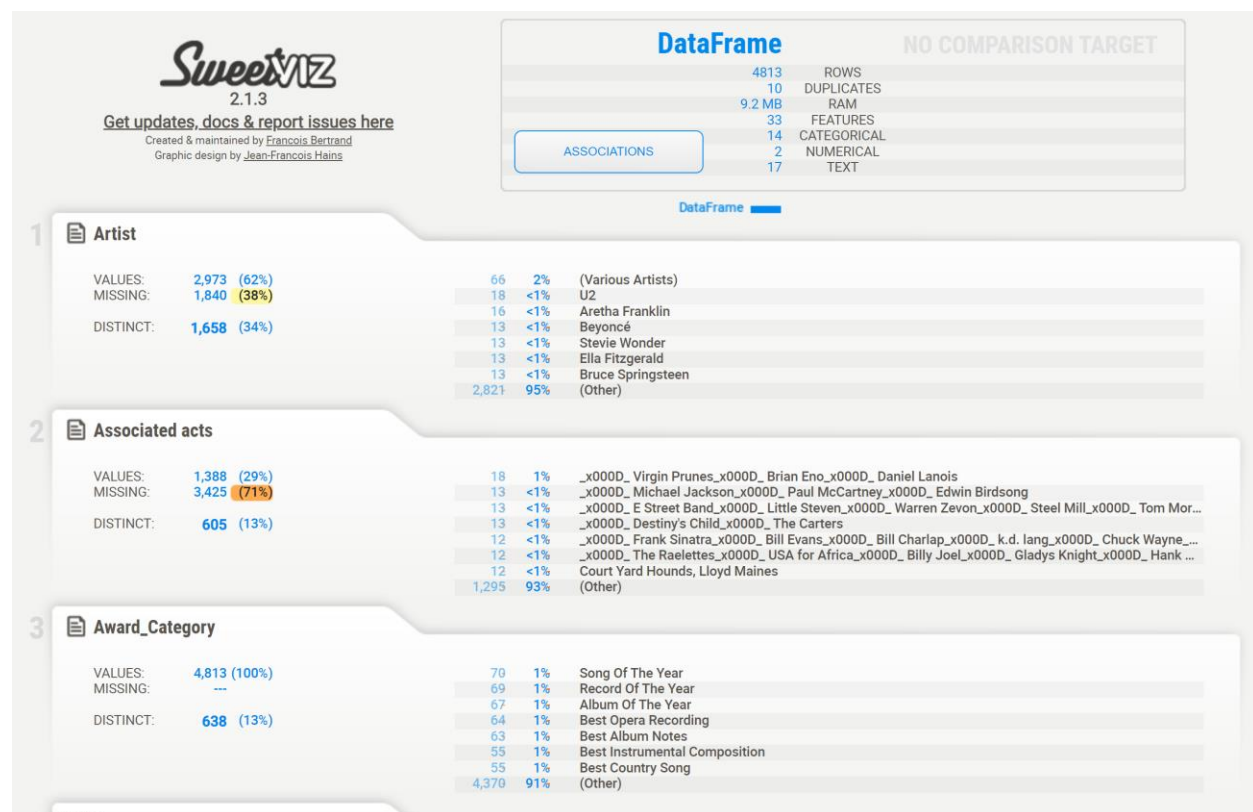 SweetVIZ
2.1.3
Get updates, docs & report issues here
Created & maintained by Francois Bertrand
Graphic design by Jean-Francois Hains
DataFrame NO COMPARISON TARGET
4813 ROWS
10 DUPLICATES
9.2 MB RAM
33 FEATURES
14 CATEGORICAL
2 NUMERICAL
17 TEXT
ASSOCIATIONS
DataFrame
1 Artist
VALUES: 2,973 (62%)
MISSING: 1,840 (38%)
DISTINCT: 1,658 (34%)
66 2% (Various Artists)
18 <1% U2
16 <1% Aretha Franklin
13 <1% Beyoncé
13 <1% Stevie Wonder
13 <1% Ella Fitzgerald
13 <1% Bruce Springsteen
2,821 95% (Other)
2 Associated acts
VALUES: 1,388 (29%)
MISSING: 3,425 (71%)
DISTINCT: 605 (13%)
18 1% _x000D_ Virgin Prunes_x000D_ Brian Eno_x000D_ Daniel Lanois
13 <1% _x000D_ Michael Jackson_x000D_ Paul McCartney_x000D_ Edwin Birdsong
13 <1% _x000D_ E Street Band_x000D_ Little Steven_x000D_ Warren Zevon_x000D_ Steel Mill_x000D_ Tom Mor...
13 <1% _x000D_ Destiny's Child_x000D_ The Carters
12 <1% _x000D_ Frank Sinatra_x000D_ Bill Evans_x000D_ Bill Charlap_x000D_ k.d. lang_x000D_ Chuck Wayne_...
12 <1% _x000D_ The Raelettes_x000D_ USA for Africa_x000D_ Billy Joel_x000D_ Gladys Knight_x000D_ Hank ...
12 <1% Court Yard Hounds, Lloyd Maines
1,295 93% (Other)
3 Award_Category
VALUES: 4,813 (100%)
MISSING: ---
DISTINCT: 638 (13%)
70 1% Song Of The Year
69 1% Record Of The Year
67 1% Album Of The Year
64 1% Best Opera Recording
63 1% Best Album Notes
55 1% Best Instrumental Composition
55 1% Best Country Song
4,370 91% (Other)